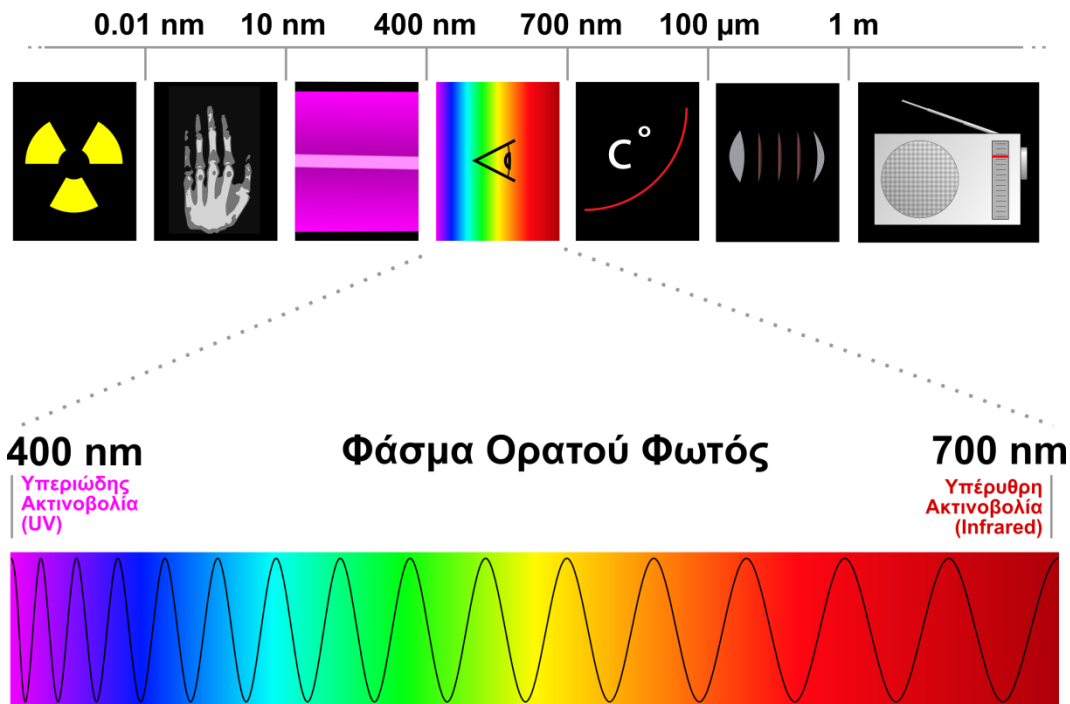 0.01 nm 10 nm 400 nm 700 nm 100 μm 1 m
C°
400 nm Φάσμα Ορατού Φωτός 700 nm
Υπεριώδης
Ακτινοβολία
(UV)
Υπέρυθρη
Ακτινοβολία
(Infrared)